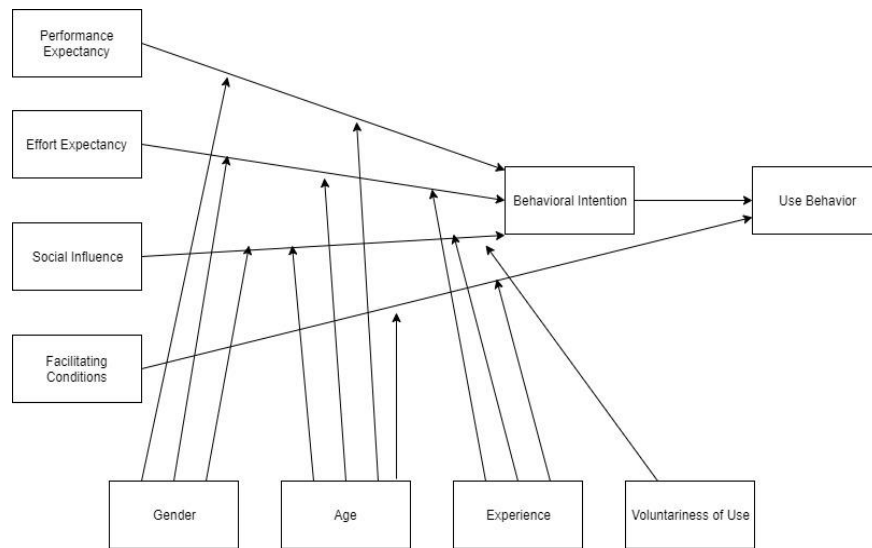 Performance
Expectancy
Effort Expectancy
Behavioral Intention
Use Behavior
Social Influence
Facilitating
Conditions
Gender
Age
Experience
Voluntariness of Use